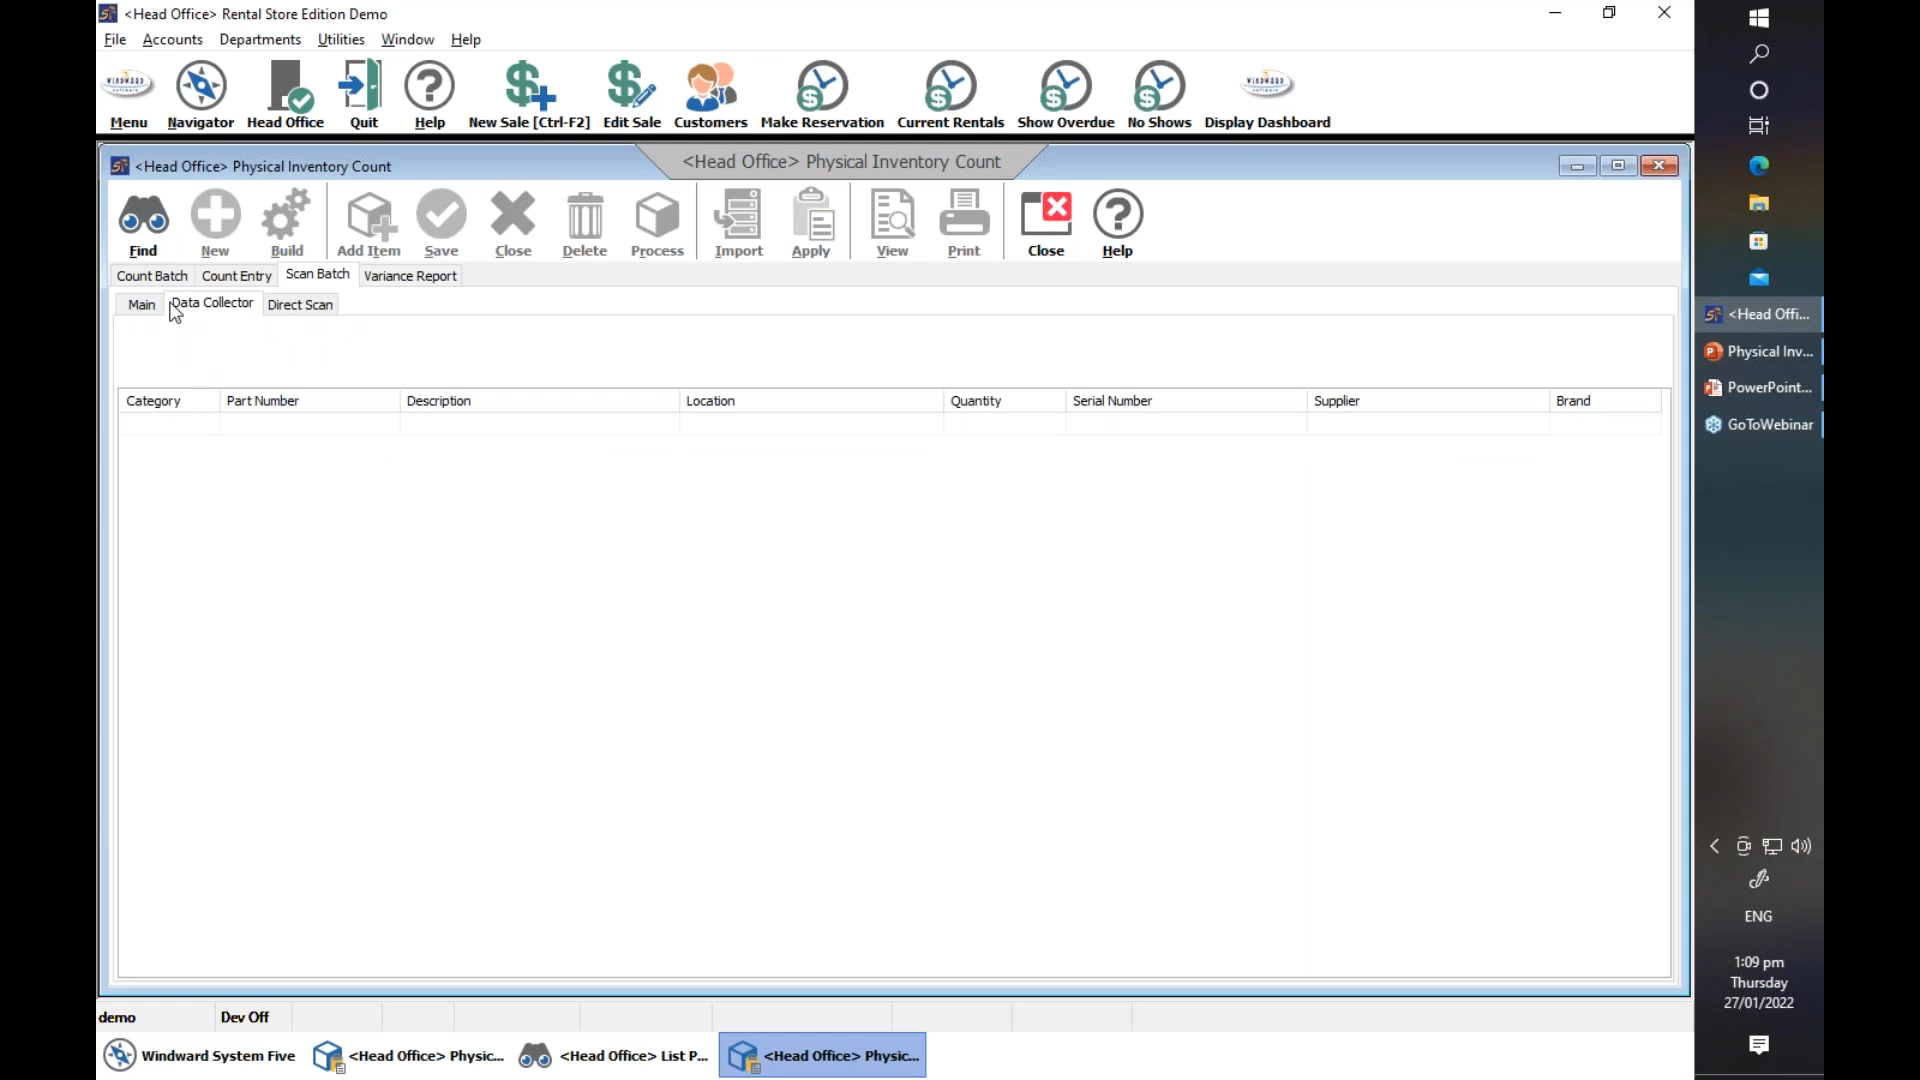 <Head Office> Rental Store Edition Demo
File Accounts Departments Utilities Window Help
Menu Navigator Head Office Quit Help New Sale [Ctrl-F2] Edit Sale Customers Make Reservation Current Rentals Show Overdue No Shows Display Dashboard
<Head Office> Physical Inventory Count
<Head Office> Physical Inventory Count
Find New Build Add Item Save Close Delete Process Import Apply View Print Close Help
Count Batch Count Entry Scan Batch Variance Report
Main Data Collector Direct Scan
Category Part Number Description Location Quantity Serial Number Supplier Brand
demo Dev Off
Windward System Five <Head Office> Physic... <Head Office> List P... <Head Office> Physic...
<Head Offi...
Physical Inv...
PowerPoint...
GoToWebinar
ENG
1:09 pm
Thursday
27/01/2022